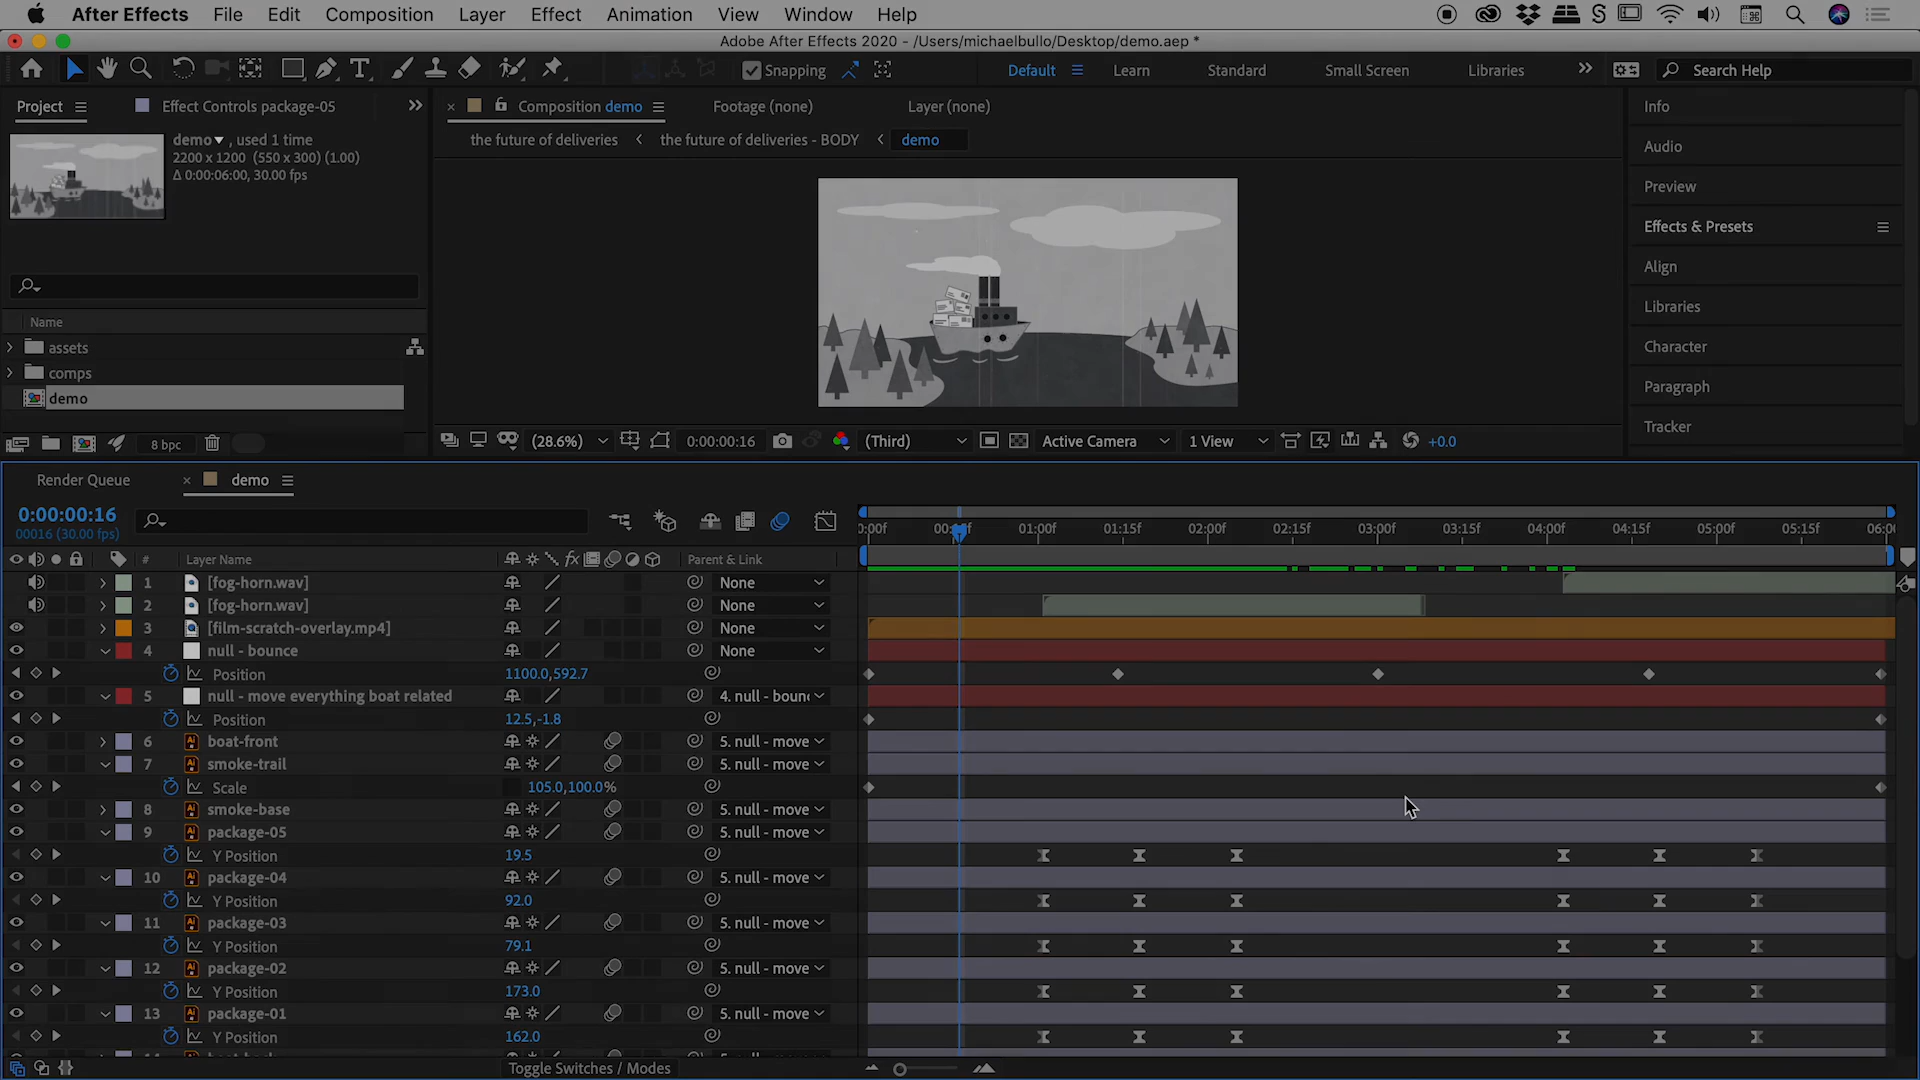 After Effects File Edit Composition Layer Effect Animation View Window Help
Adobe After Effects 2020 - /Users/michaelbullo/Desktop/demo.aep *
Snapping Default Learn Standard Small Screen Libraries Search Help
Project Effect Controls package-05 Composition demo Footage (none) Layer (none) Info
demo , used 1 time
2200 x 1200 (550 x 300) (1.00)
Δ 0:00:06:00, 30.00 fps
the future of deliveries the future of deliveries - BODY demo
Audio
Preview
Effects & Presets
Align
Libraries
Character
Paragraph
Tracker
Name
assets
comps
demo
8 bpc (28.6%) 0:00:00:16 (Third) Active Camera 1 View +0.0
Render Queue demo
0:00:00:16
00016 (30.00 fps)
01:00f 01:15f 02:00f 02:15f 03:00f 03:15f 04:00f 04:15f 05:00f 05:15f
# Layer Name fx Parent & Link
1 [fog-horn.wav] None
2 [fog-horn.wav] None
3 [film-scratch-overlay.mp4] None
4 null - bounce None
Position 1100.0,592.7
5 null - move everything boat related 4. null - boun
Position 12.5,-1.8
6 boat-front 5. null - move
7 smoke-trail 5. null - move
Scale 105.0,100.0%
8 smoke-base 5. null - move
9 package-05 5. null - move
Y Position 19.5
10 package-04 5. null - move
Y Position 92.0
11 package-03 5. null - move
Y Position 79.1
12 package-02 5. null - move
Y Position 173.0
13 package-01 5. null - move
Y Position 162.0
Toggle Switches / Modes